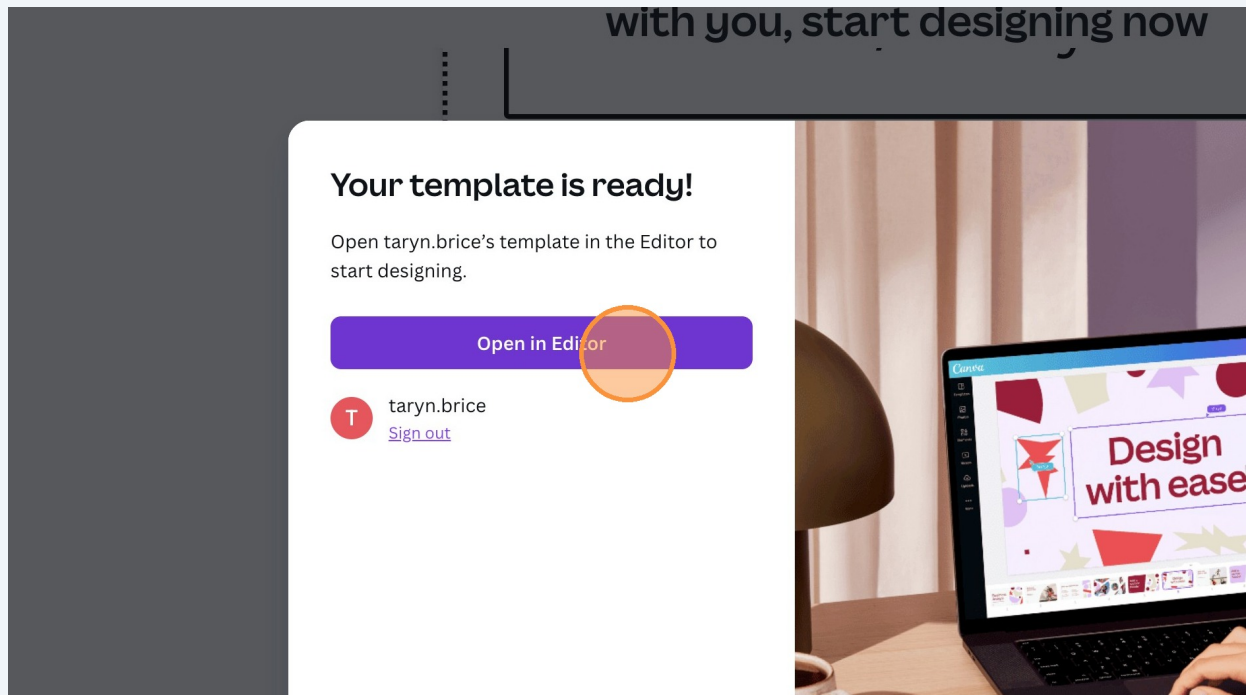 with you, start designing now
Your template is ready!
Open taryn.brice’s template in the Editor to
start designing.
Open in Editor
T
taryn.brice
Sign out
Canva
Design
with ease